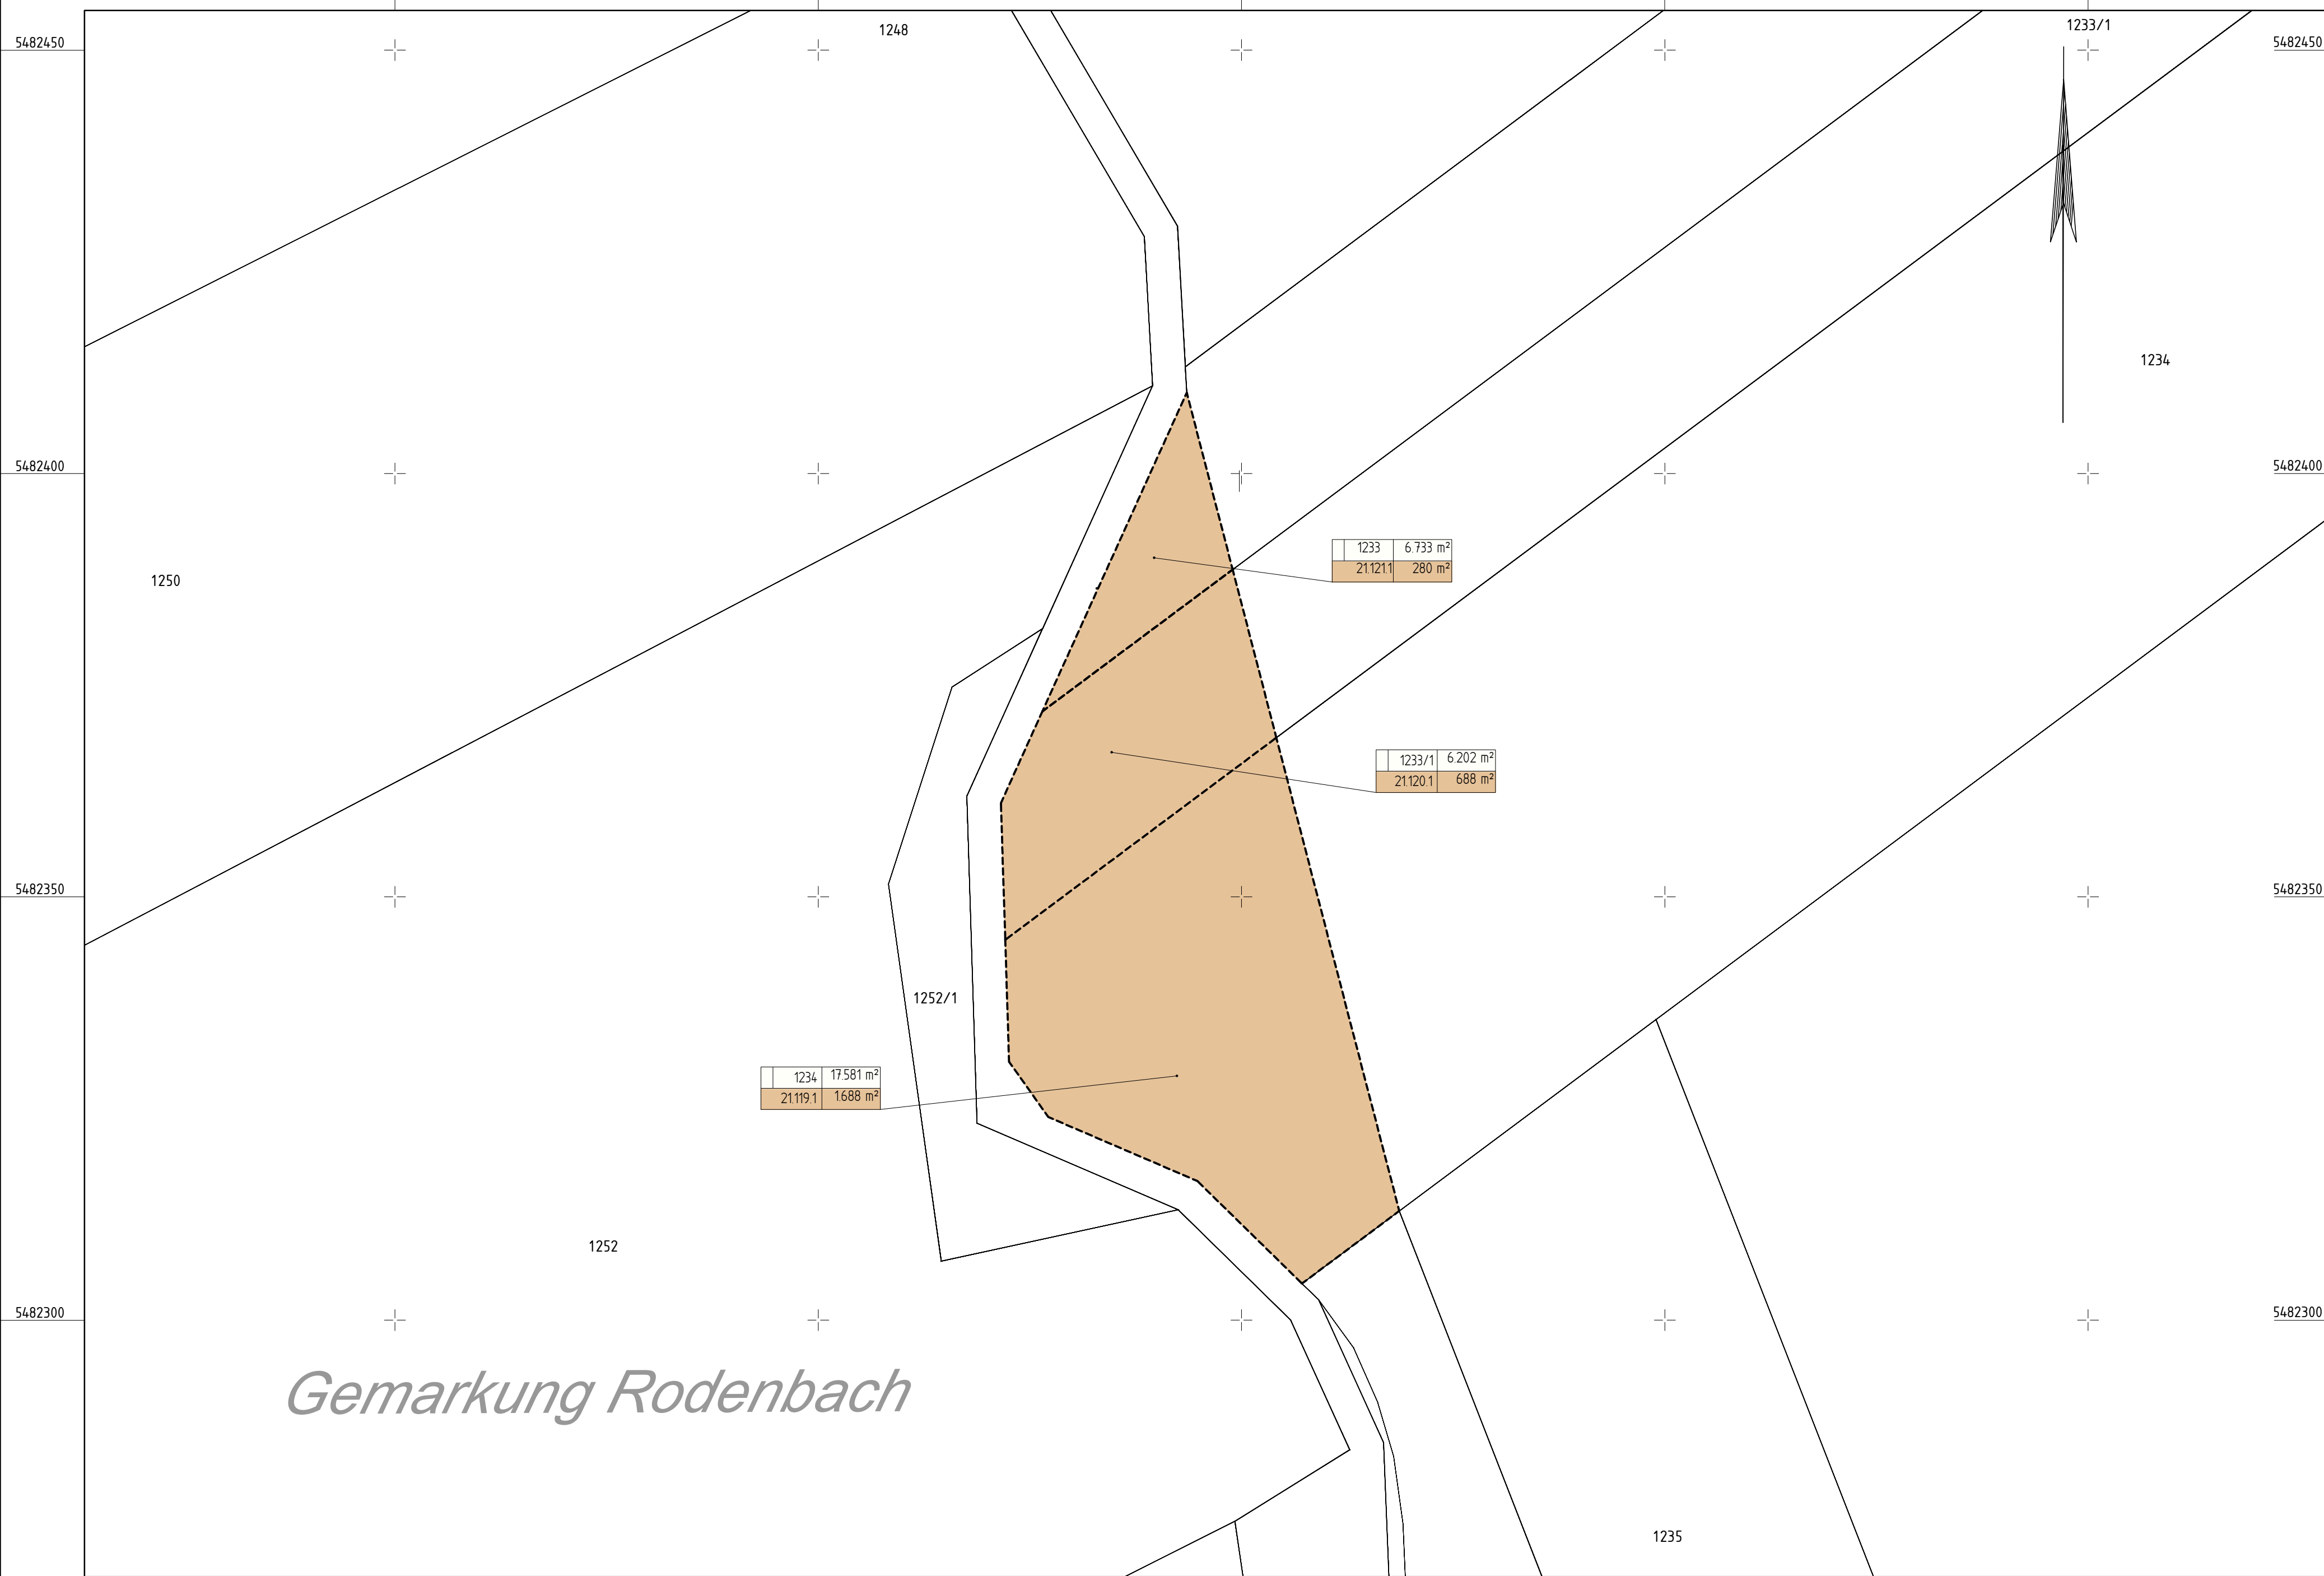 1248
1233/1
5482450
5482450
1234
5482400
5482400
1233 6.733 m²
21.121.1 280 m²
1250
1233/1 6.202 m²
21.120.1 688 m²
5482350
5482350
1252/1
1234 17.581 m²
21.119.1 1.688 m²
1252
5482300
5482300
Gemarkung Rodenbach
1235